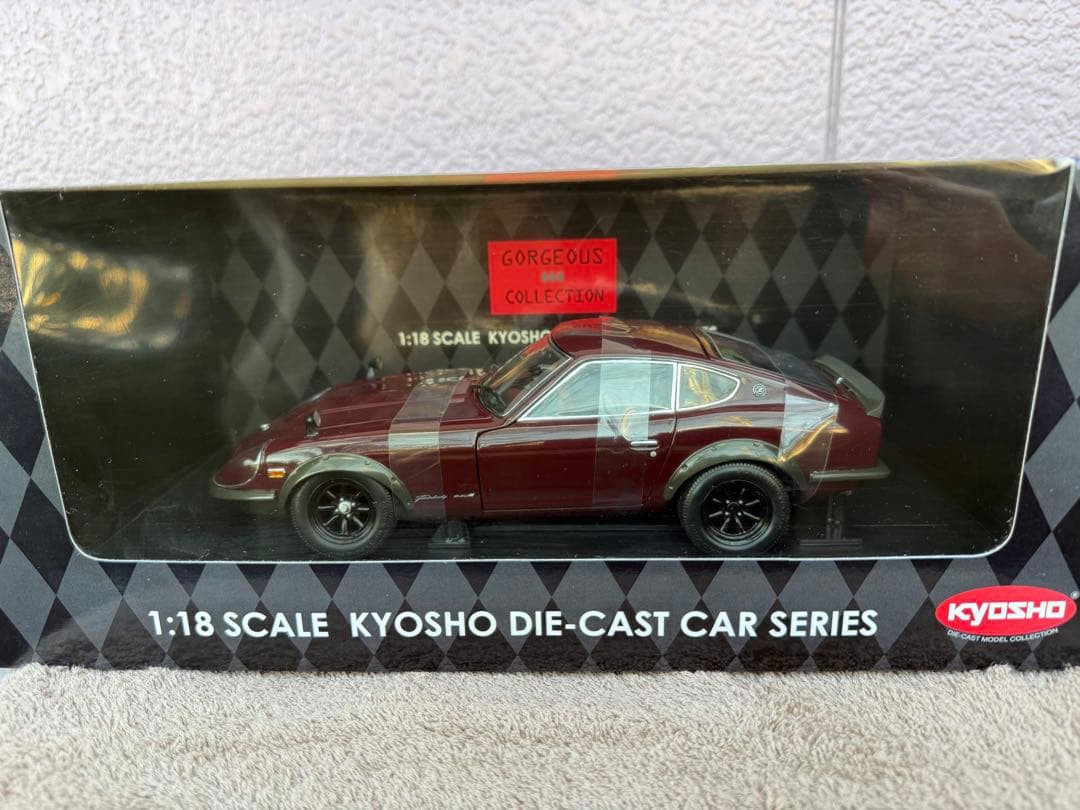 GORGEOUS
COLLECTION
1:18 SCALE KYOSHO
1:18 SCALE KYOSHO DIE-CAST CAR SERIES
KYOSHO
DIE-CAST MODEL COLLECTION